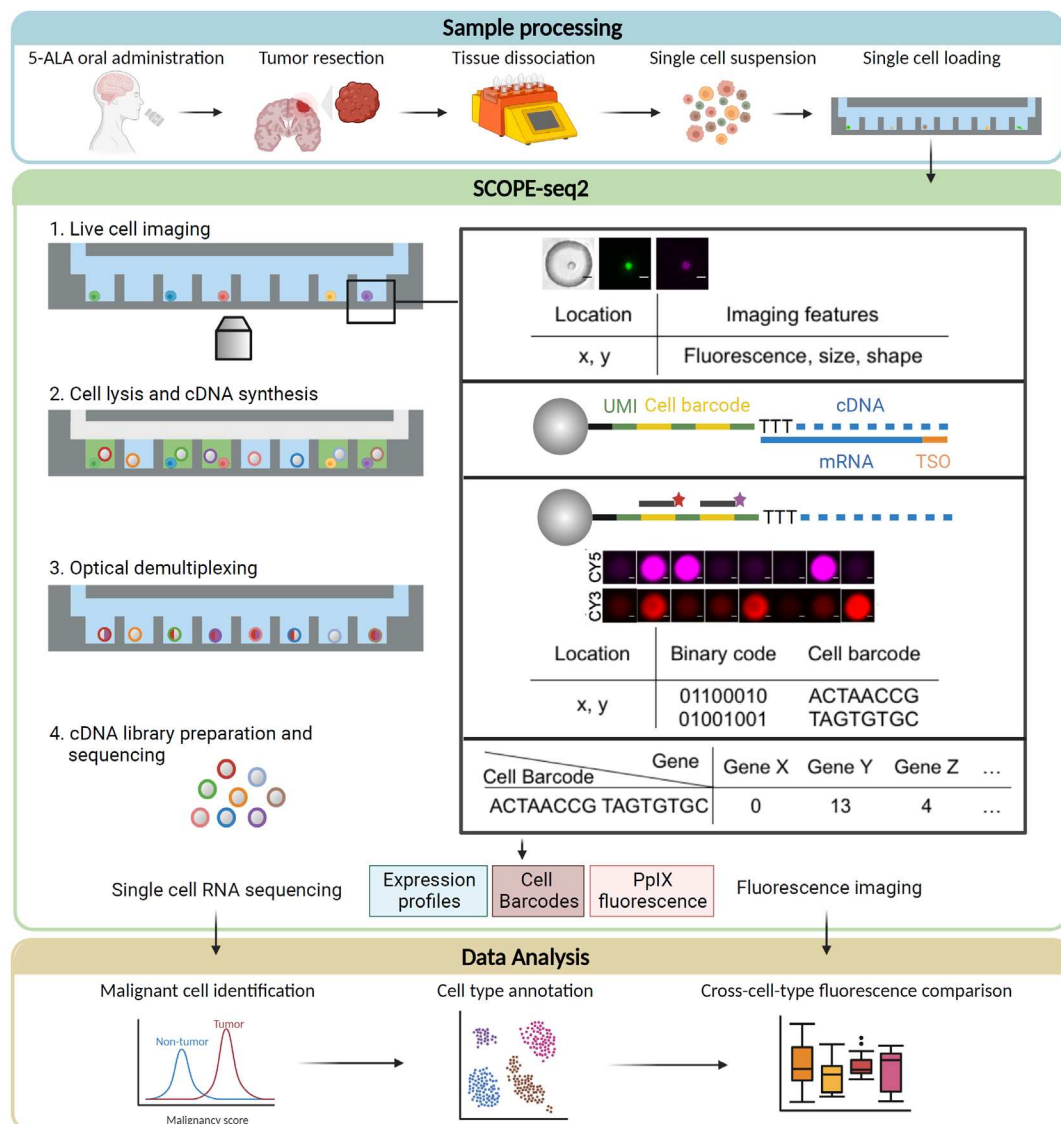 Sample processing
5-ALA oral administration
Tumor resection
Tissue dissociation
Single cell suspension
Single cell loading
SCOPE-seq2
1. Live cell imaging
Location
Imaging features
x, y
Fluorescence, size, shape
2. Cell lysis and cDNA synthesis
UMI
Cell barcode
cDNA
TTT
mRNA
TSO
TTT
3. Optical demultiplexing
CY5
CY3
Location
Binary code
Cell barcode
x, y
01100010
ACTAACCG
01001001
TAGTGTGC
4. cDNA library preparation and
sequencing
Gene
Cell Barcode
Gene X
Gene Y
Gene Z
...
ACTAACCG TAGTGTGC
0
13
4
...
Single cell RNA sequencing
Expression
profiles
Cell
Barcodes
PpIX
fluorescence
Fluorescence imaging
Data Analysis
Malignant cell identification
Cell type annotation
Cross-cell-type fluorescence comparison
Tumor
Non-tumor
Malignancy score